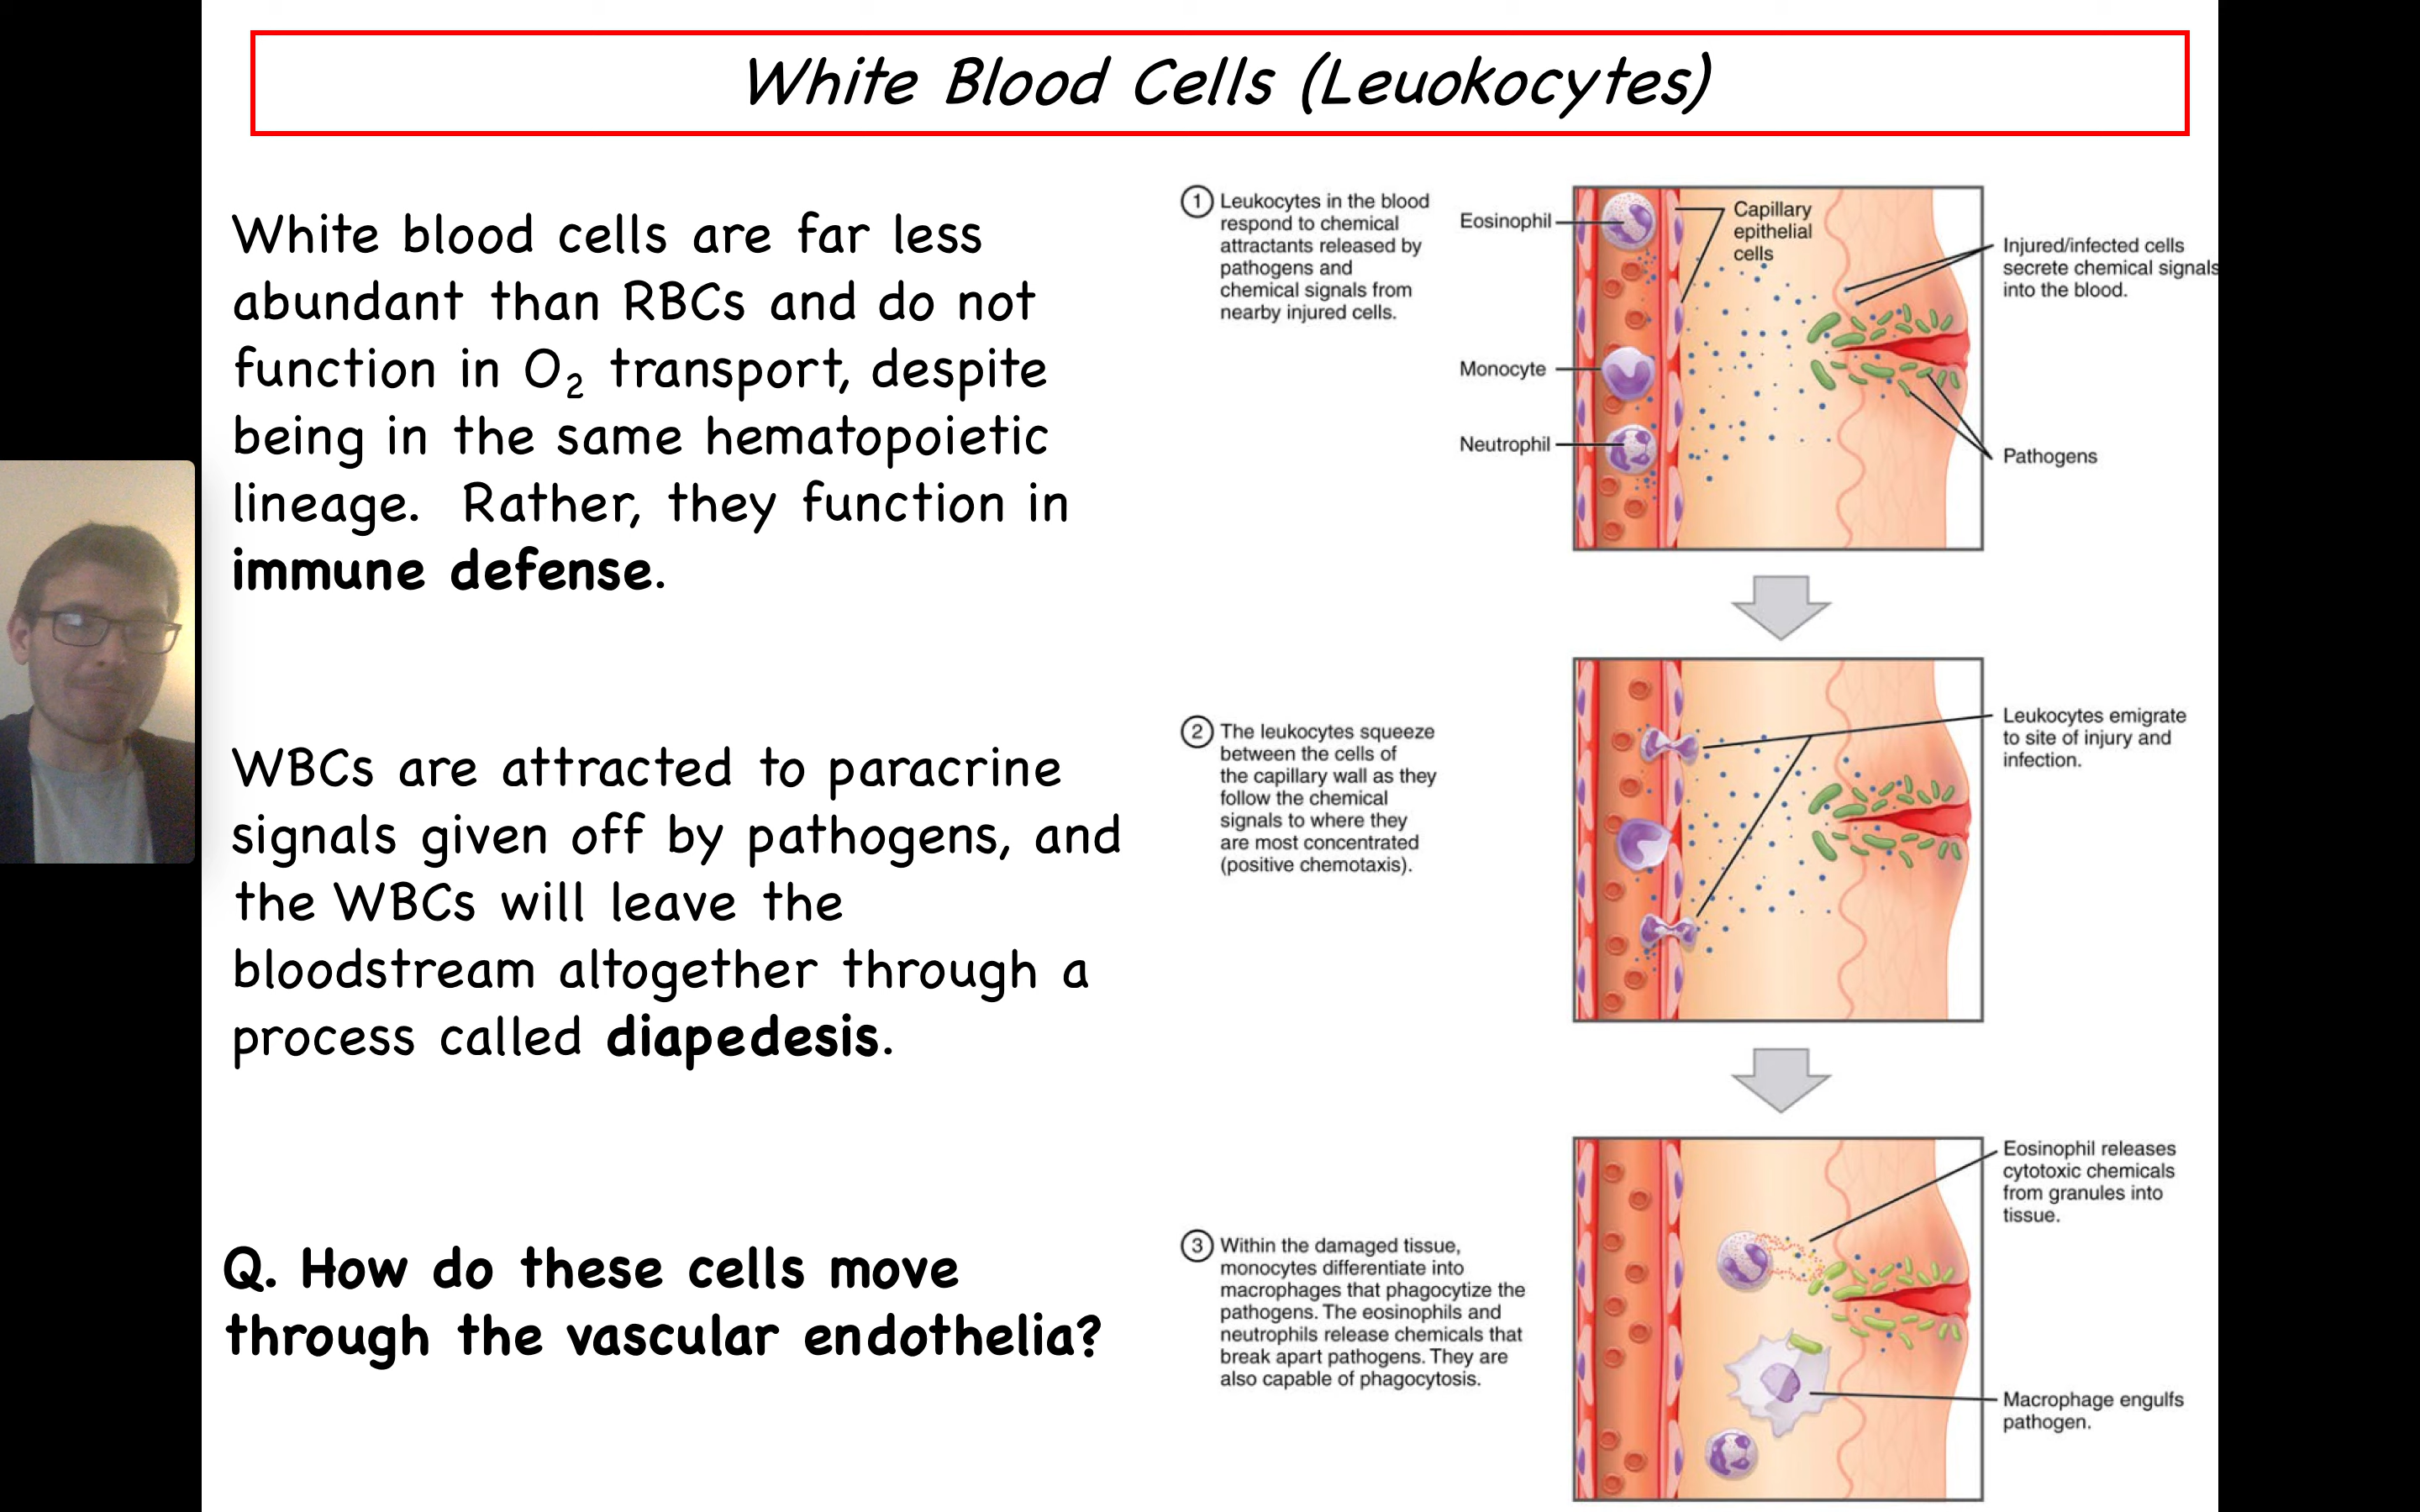 White Blood Cells (Leuokocytes)
White blood cells are far less
abundant than RBCs and do not
function in O₂ transport, despite
being in the same hematopoietic
lineage.  Rather, they function in
immune defense.
WBCs are attracted to paracrine
signals given off by pathogens, and
the WBCs will leave the
bloodstream altogether through a
process called diapedesis.
Q. How do these cells move
through the vascular endothelia?
1 Leukocytes in the blood
respond to chemical
attractants released by
pathogens and
chemical signals from
nearby injured cells.
Eosinophil
Monocyte
Neutrophil
Capillary
epithelial
cells
Injured/infected cells
secrete chemical signals
into the blood.
Pathogens
2 The leukocytes squeeze
between the cells of
the capillary wall as they
follow the chemical
signals to where they
are most concentrated
(positive chemotaxis).
Leukocytes emigrate
to site of injury and
infection.
3 Within the damaged tissue,
monocytes differentiate into
macrophages that phagocytize the
pathogens. The eosinophils and
neutrophils release chemicals that
break apart pathogens. They are
also capable of phagocytosis.
Eosinophil releases
cytotoxic chemicals
from granules into
tissue.
Macrophage engulfs
pathogen.